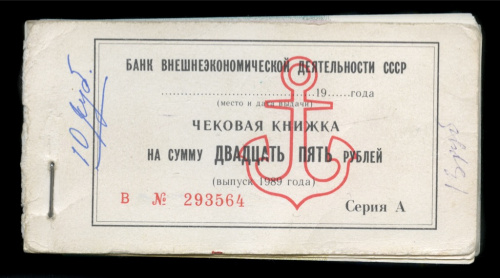 БАНК ВНЕШНЕЭКОНОМИЧЕСКОЙ ДЕЯТЕЛЬНОСТИ СССР
19......года
(место и дата выдачи)
ЧЕКОВАЯ КНИЖКА
НА СУММУ ДВАДЦАТЬ ПЯТЬ РУБЛЕЙ
(выпуск 1989 года)
В № 293564
Серия А
10 руб.